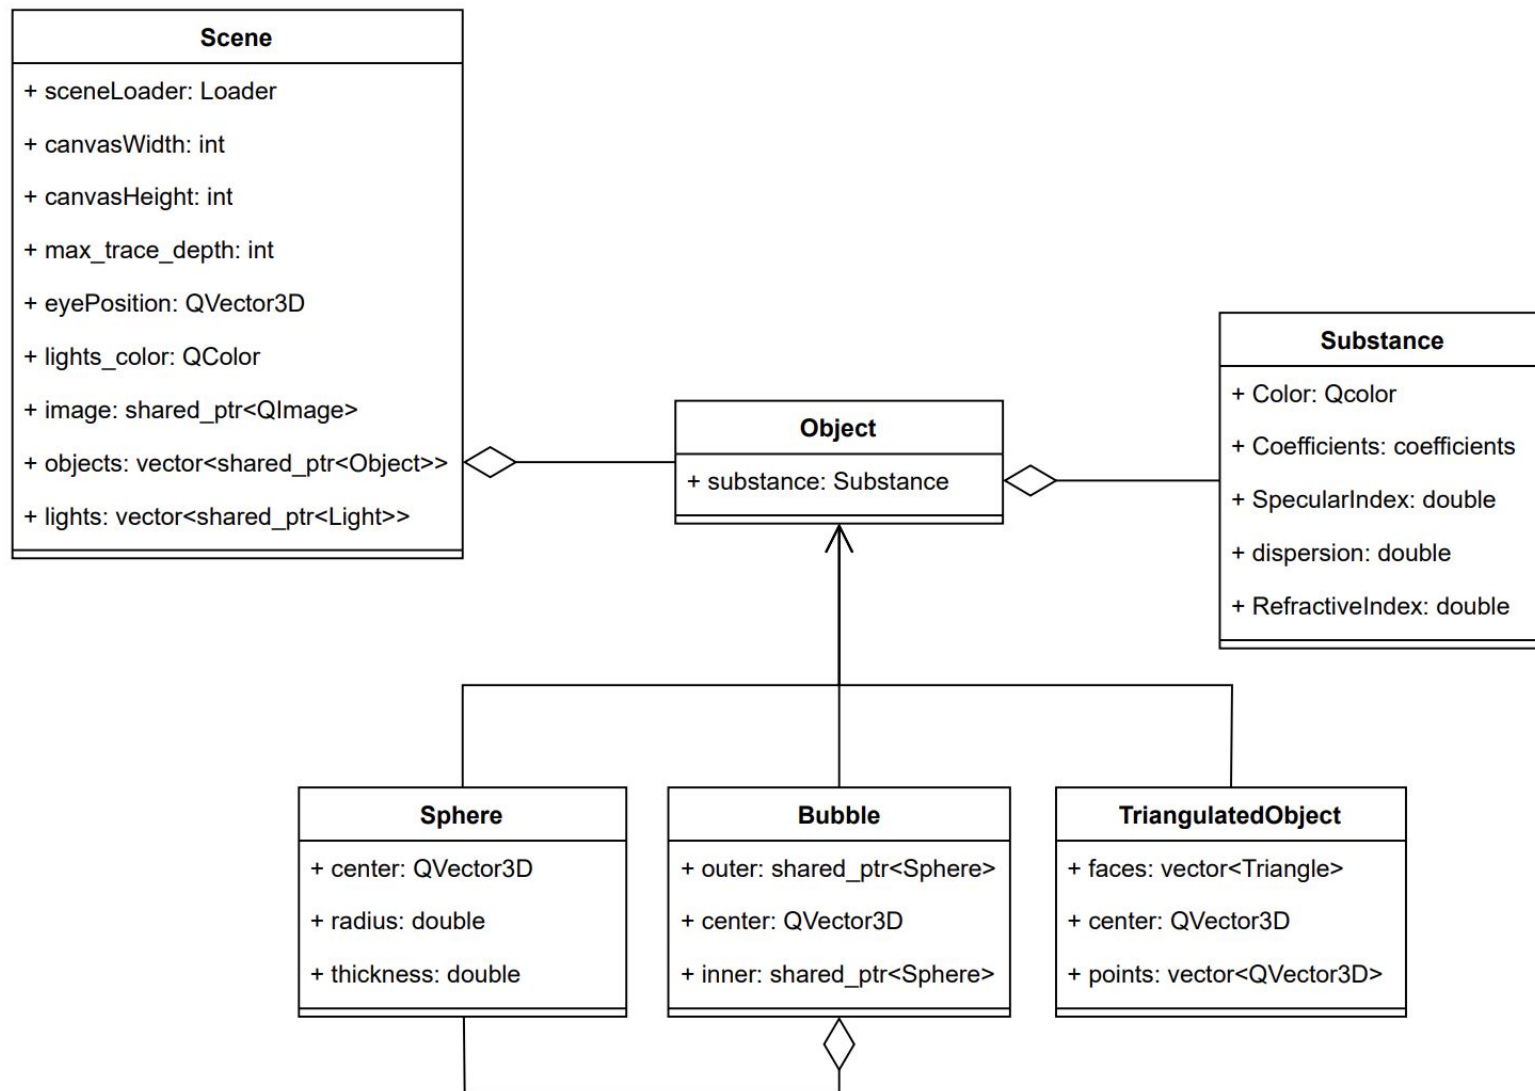 Scene
+ sceneLoader: Loader
+ canvasWidth: int
+ canvasHeight: int
+ max_trace_depth: int
+ eyePosition: QVector3D
+ lights_color: QColor
+ image: shared_ptr<QImage>
+ objects: vector<shared_ptr<Object>>
+ lights: vector<shared_ptr<Light>>
Object
+ substance: Substance
Substance
+ Color: Qcolor
+ Coefficients: coefficients
+ SpecularIndex: double
+ dispersion: double
+ RefractiveIndex: double
Sphere
+ center: QVector3D
+ radius: double
+ thickness: double
Bubble
+ outer: shared_ptr<Sphere>
+ center: QVector3D
+ inner: shared_ptr<Sphere>
TriangulatedObject
+ faces: vector<Triangle>
+ center: QVector3D
+ points: vector<QVector3D>